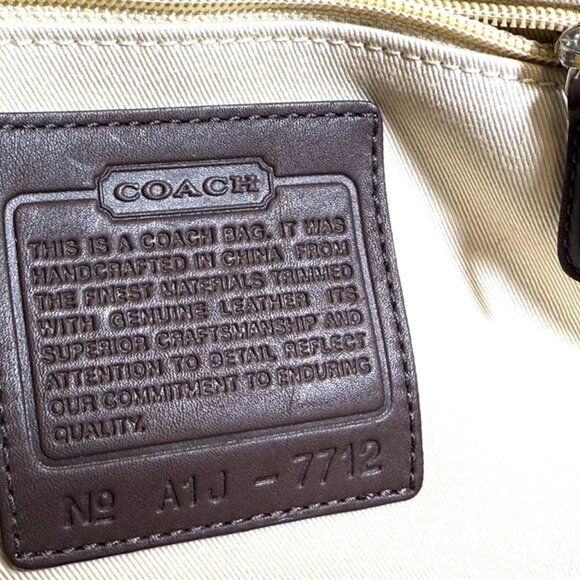 COACH
THIS IS A COACH BAG. IT WAS
HANDCRAFTED IN CHINA FROM
THE FINEST MATERIALS TRIMMED
WITH GENUINE LEATHER ITS
SUPERIOR CRAFTSMANSHIP AND
ATTENTION TO DETAIL REFLECT
OUR COMMITMENT TO ENDURING
QUALITY.
Nº A1J - 7712